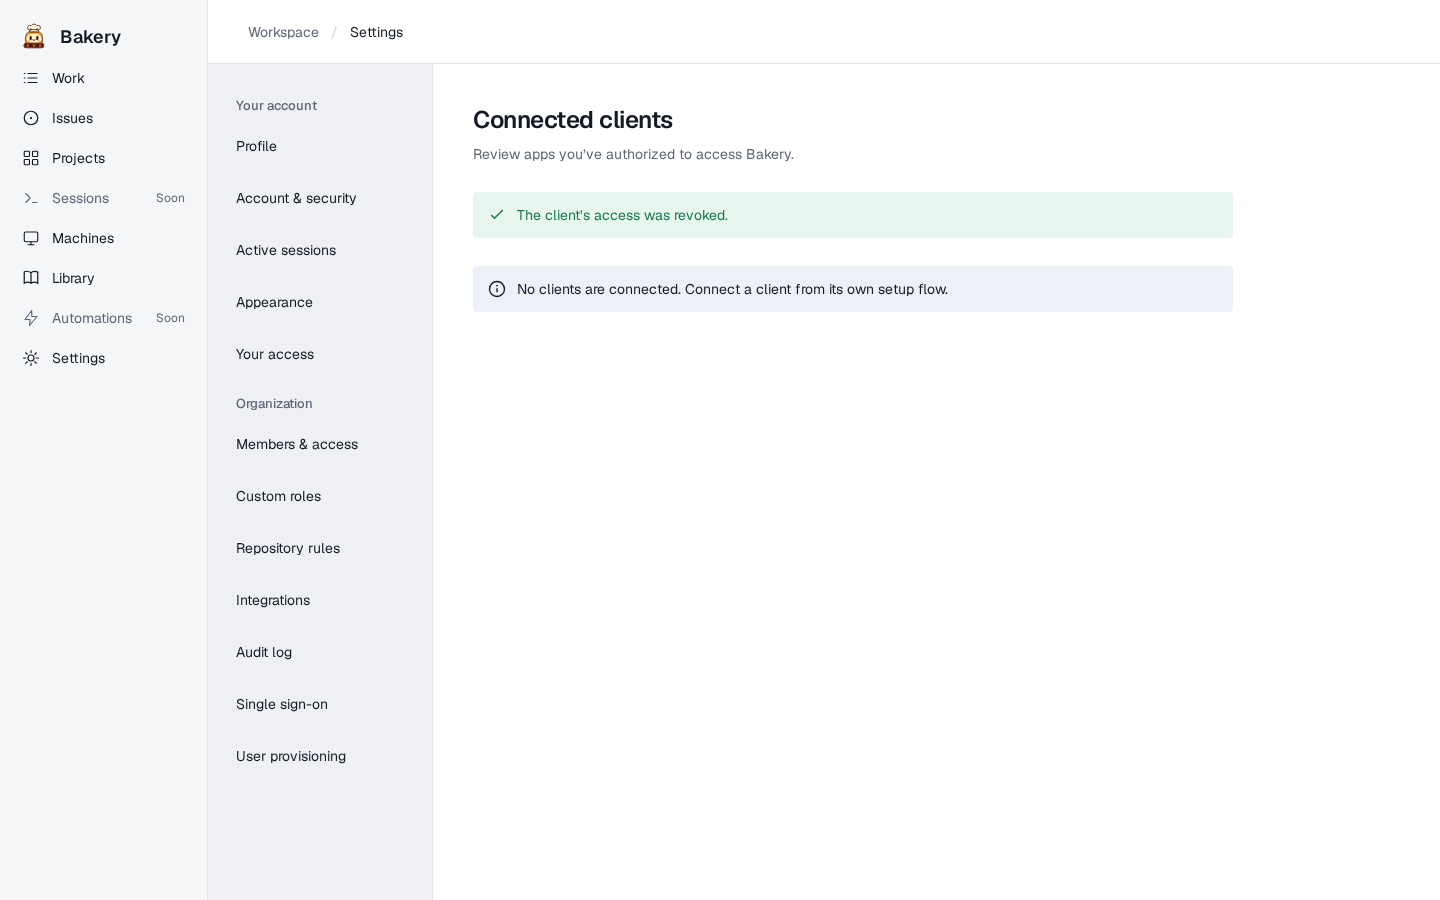 Bakery
Work
Issues
Projects
Sessions Soon
Machines
Library
Automations Soon
Settings
Workspace / Settings
Your account
Profile
Account & security
Active sessions
Appearance
Your access
Organization
Members & access
Custom roles
Repository rules
Integrations
Audit log
Single sign-on
User provisioning
Connected clients
Review apps you've authorized to access Bakery.
The client's access was revoked.
No clients are connected. Connect a client from its own setup flow.